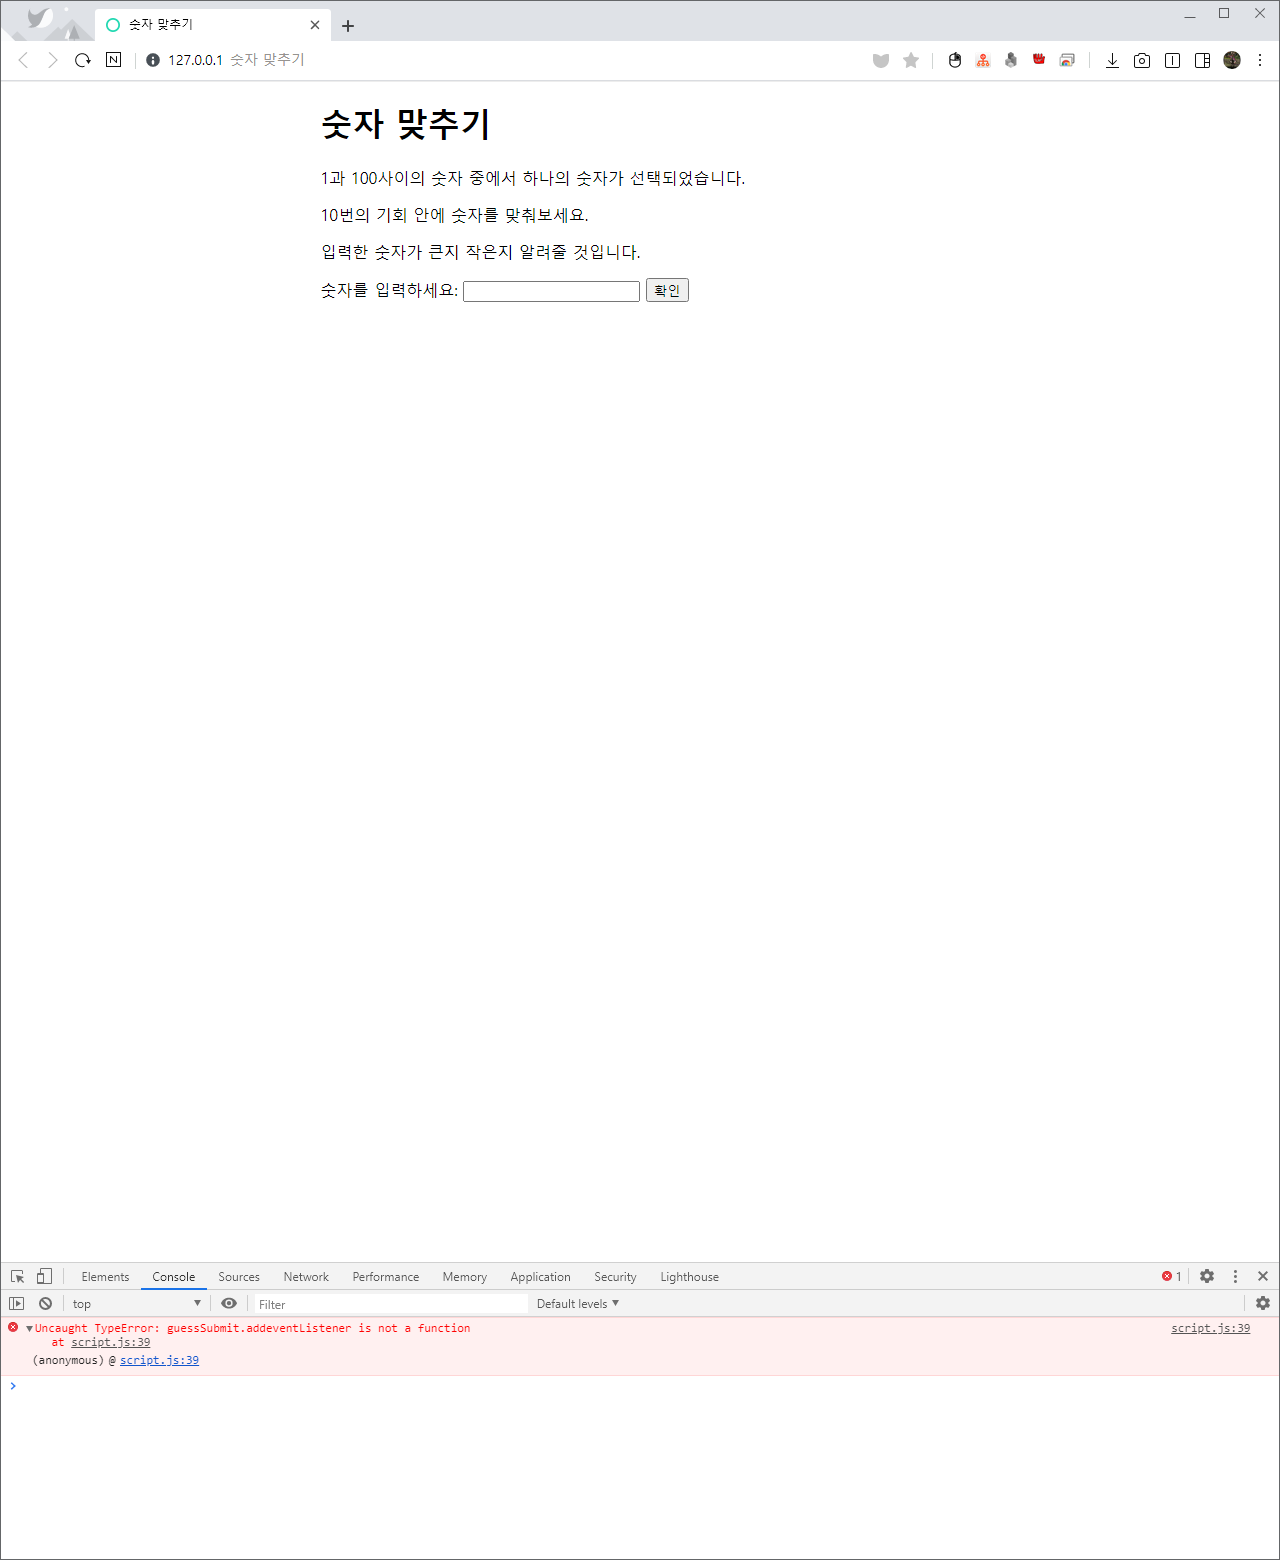 숫자 맞추기
N
127.0.0.1 숫자 맞추기
숫자 맞추기
1과 100사이의 숫자 중에서 하나의 숫자가 선택되었습니다.
10번의 기회 안에 숫자를 맞춰보세요.
입력한 숫자가 큰지 작은지 알려줄 것입니다.
숫자를 입력하세요: 확인
Elements Console Sources Network Performance Memory Application Security Lighthouse 1
top Filter Default levels
Uncaught TypeError: guessSubmit.addeventListener is not a function script.js:39
at script.js:39
(anonymous) @ script.js:39